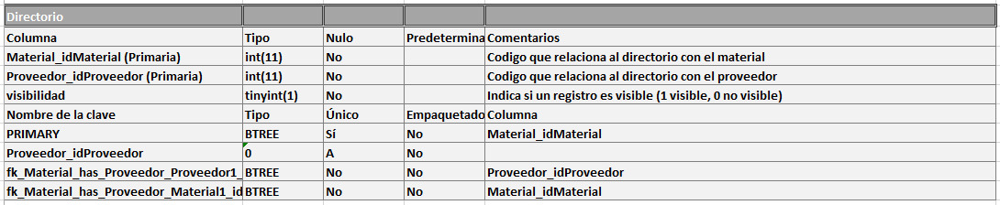 Directorio
Columna Tipo Nulo Predetermina Comentarios
Material_idMaterial (Primaria) int(11) No Codigo que relaciona al directorio con el material
Proveedor_idProveedor (Primaria) int(11) No Codigo que relaciona al directorio con el proveedor
visibilidad tinyint(1) No Indica si un registro es visible (1 visible, 0 no visible)
Nombre de la clave Tipo Único Empaquetado Columna
PRIMARY BTREE Sí No Material_idMaterial
Proveedor_idProveedor 0 A No
fk_Material_has_Proveedor_Proveedor1_ BTREE No No Proveedor_idProveedor
fk_Material_has_Proveedor_Material1_id BTREE No No Material_idMaterial